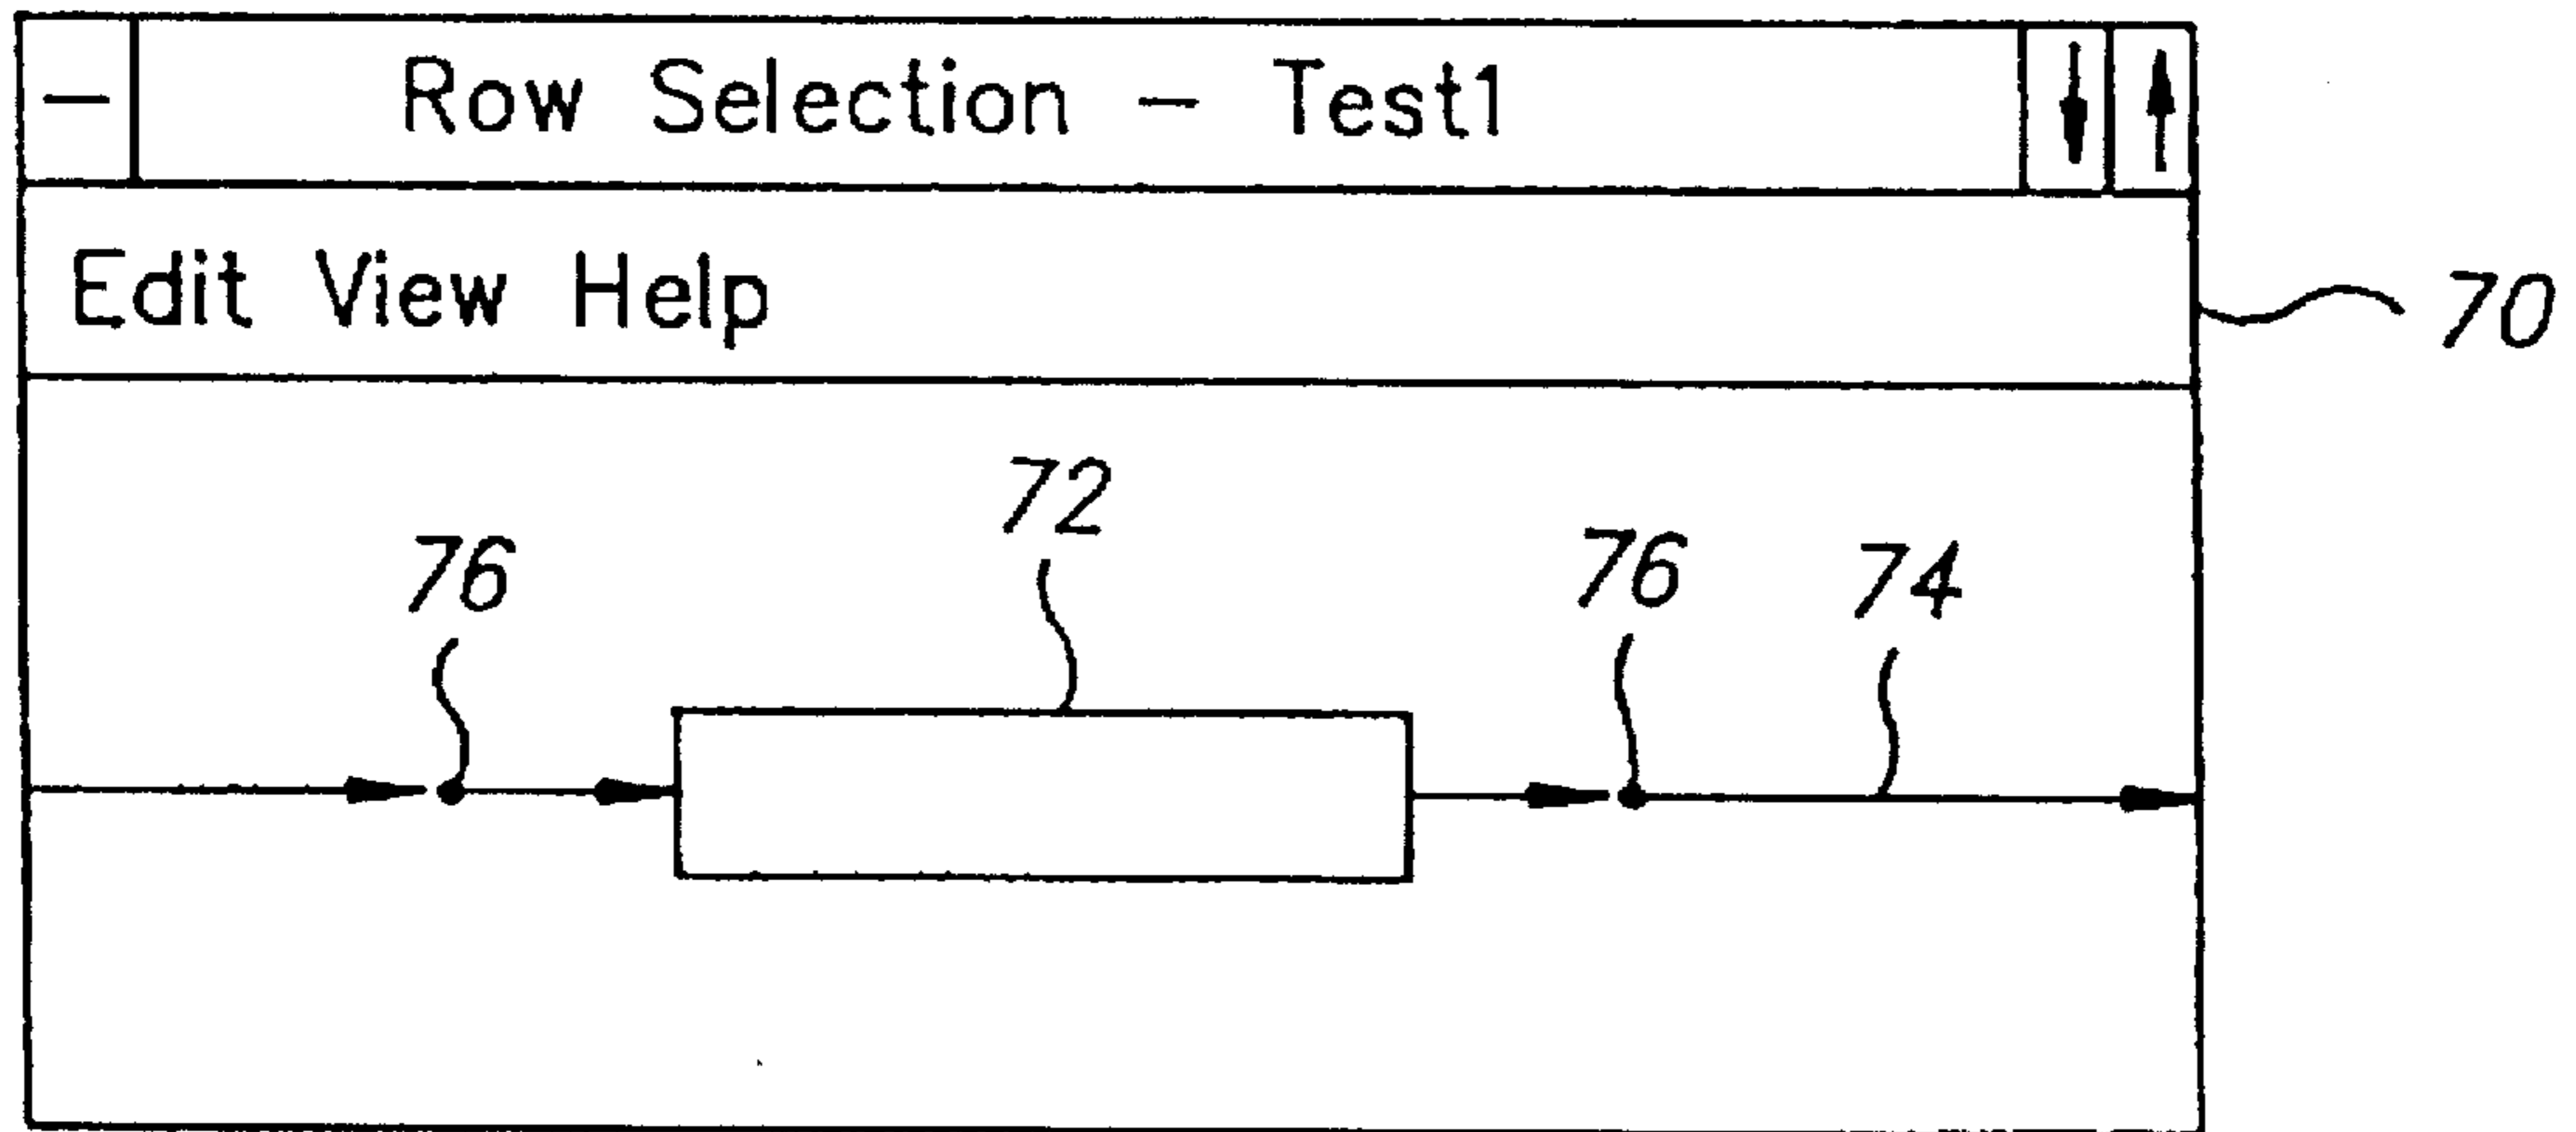 — Row Selection — Test1
Edit View Help
70
72
76
76
74